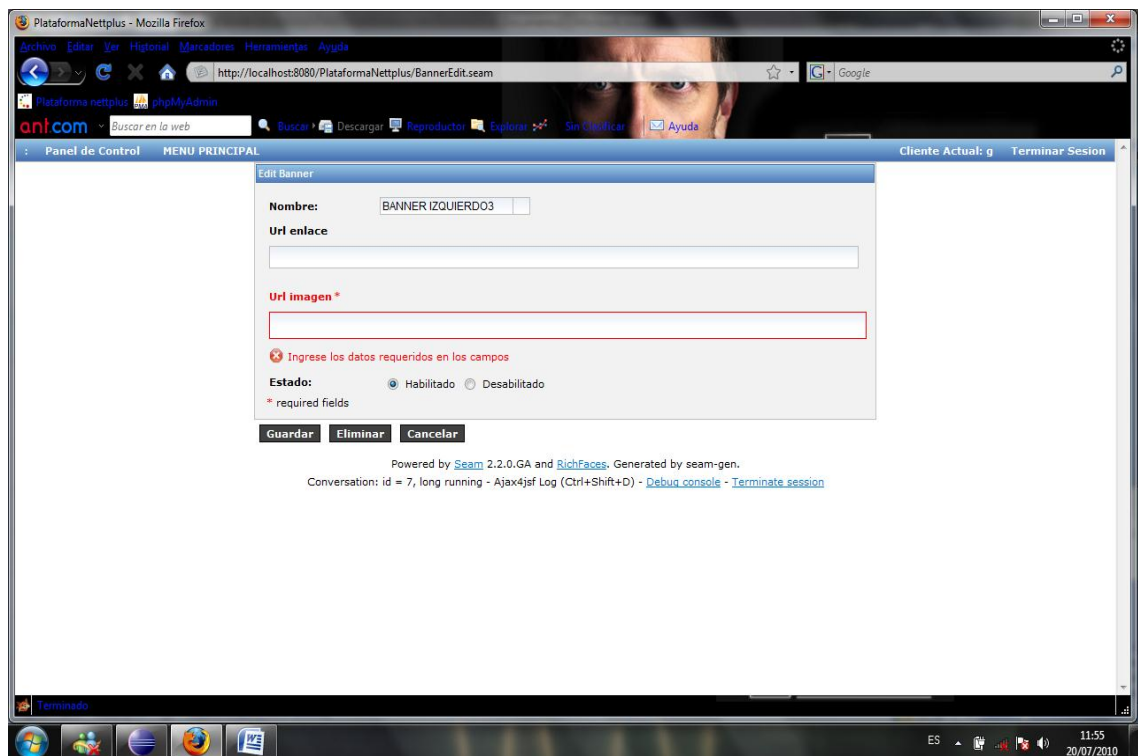 PlataformaNettplus - Mozilla Firefox
Archivo Editar Ver Historial Marcadores Herramientas Ayuda
http://localhost:8080/PlataformaNettplus/BannerEdit.seam
Google
Plataforma nettplus phpMyAdmin
ant.com Buscar en la web Buscar Descargar Reproductor Explorar Sin Clasificar Ayuda
: Panel de Control MENU PRINCIPAL Cliente Actual: g Terminar Sesion
Edit Banner
Nombre: BANNER IZQUIERDO3
Url enlace
Url imagen *
Ingrese los datos requeridos en los campos
Estado: Habilitado Desabilitado
* required fields
Guardar Eliminar Cancelar
Powered by Seam 2.2.0.GA and RichFaces. Generated by seam-gen.
Conversation: id = 7, long running - Ajax4jsf Log (Ctrl+Shift+D) - Debug console - Terminate session
Terminado
ES
11:55
20/07/2010